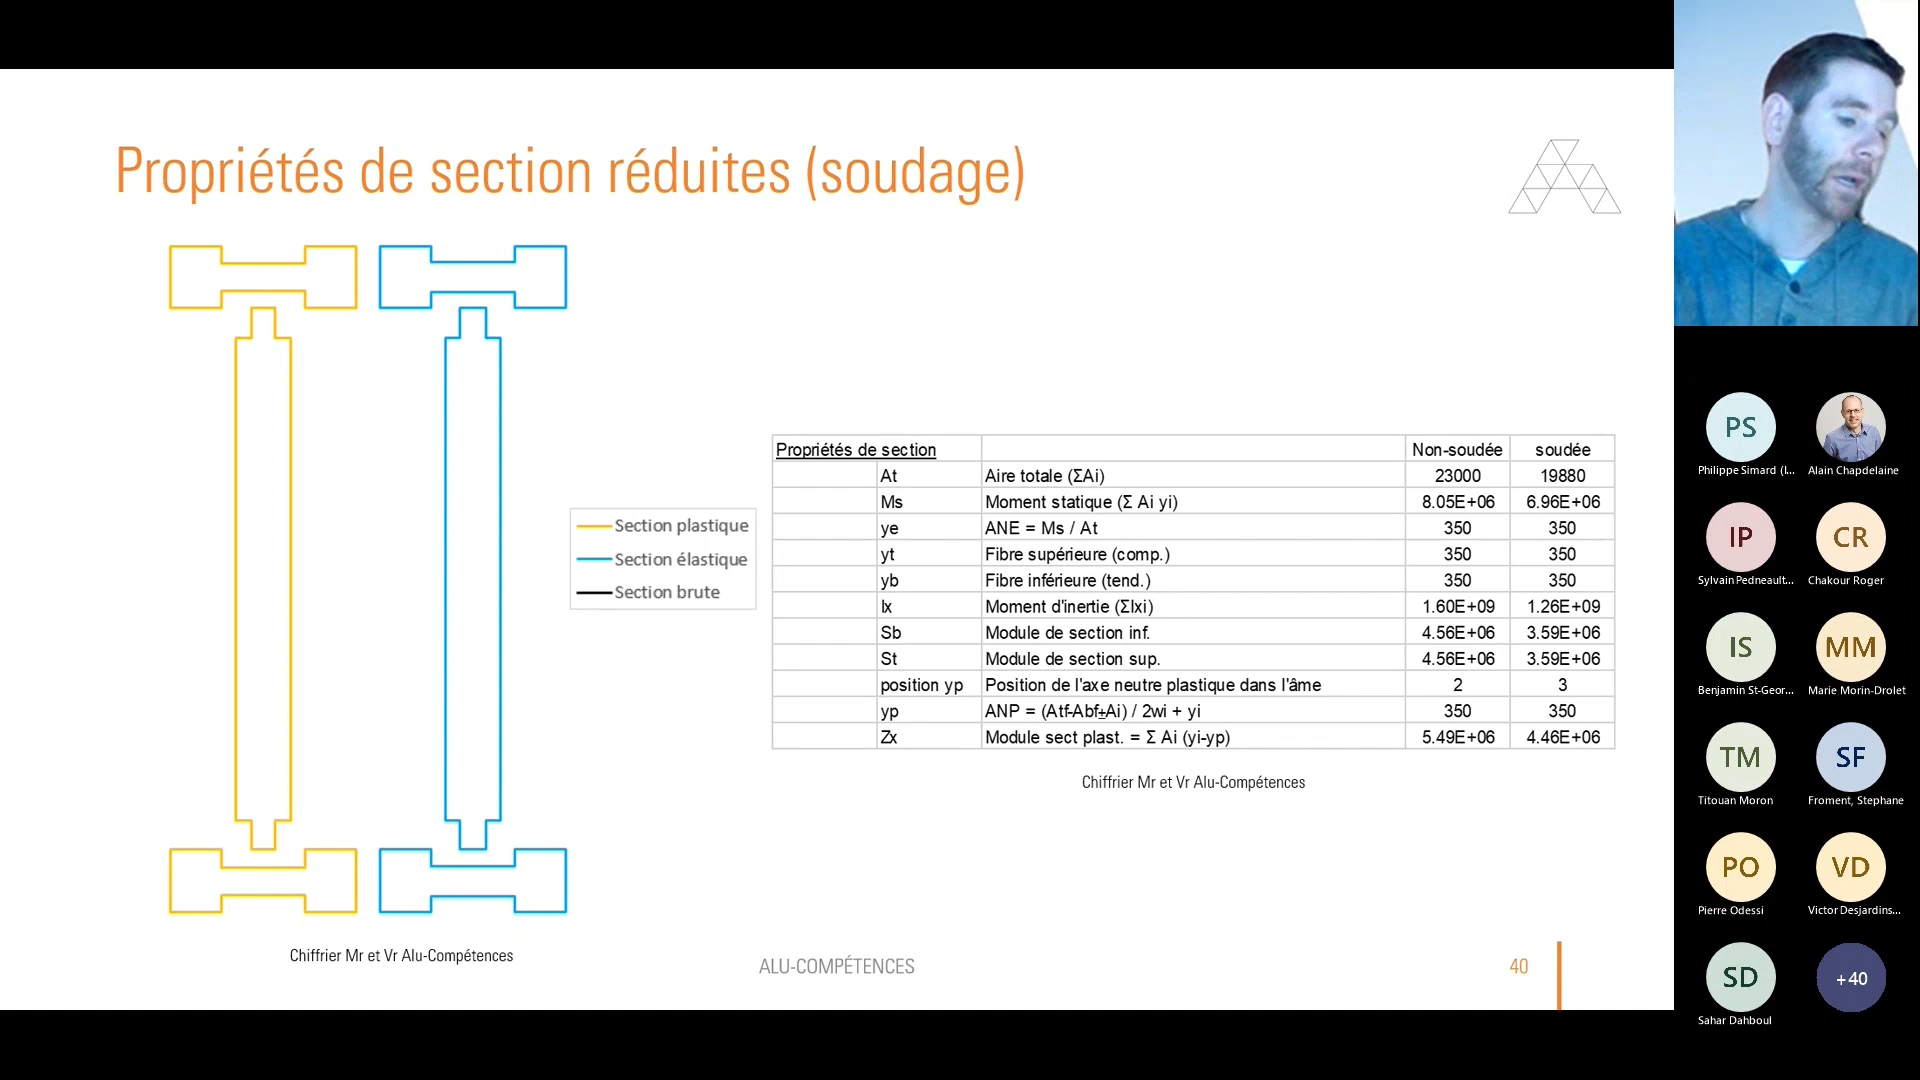 Propriétés de section réduites (soudage)
Section plastique
Section élastique
Section brute
Propriétés de section Non-soudée soudée
At Aire totale (ΣAi) 23000 19880
Ms Moment statique (Σ Ai yi) 8.05E+06 6.96E+06
ye ANE = Ms / At 350 350
yt Fibre supérieure (comp.) 350 350
yb Fibre inférieure (tend.) 350 350
Ix Moment d'inertie (ΣIxi) 1.60E+09 1.26E+09
Sb Module de section inf. 4.56E+06 3.59E+06
St Module de section sup. 4.56E+06 3.59E+06
position yp Position de l'axe neutre plastique dans l'âme 2 3
yp ANP = (Atf-Abf±Ai) / 2wi + yi 350 350
Zx Module sect plast. = Σ Ai (yi-yp) 5.49E+06 4.46E+06
Chiffrier Mr et Vr Alu-Compétences
Chiffrier Mr et Vr Alu-Compétences
ALU-COMPÉTENCES
40
PS
Philippe Simard (I...
Alain Chapdelaine
IP
Sylvain Pedneault...
CR
Chakour Roger
IS
Benjamin St-Geor...
MM
Marie Morin-Drolet
TM
Titouan Moron
SF
Froment, Stephane
PO
Pierre Odessi
VD
Victor Desjardins...
SD
Sahar Dahboul
+40